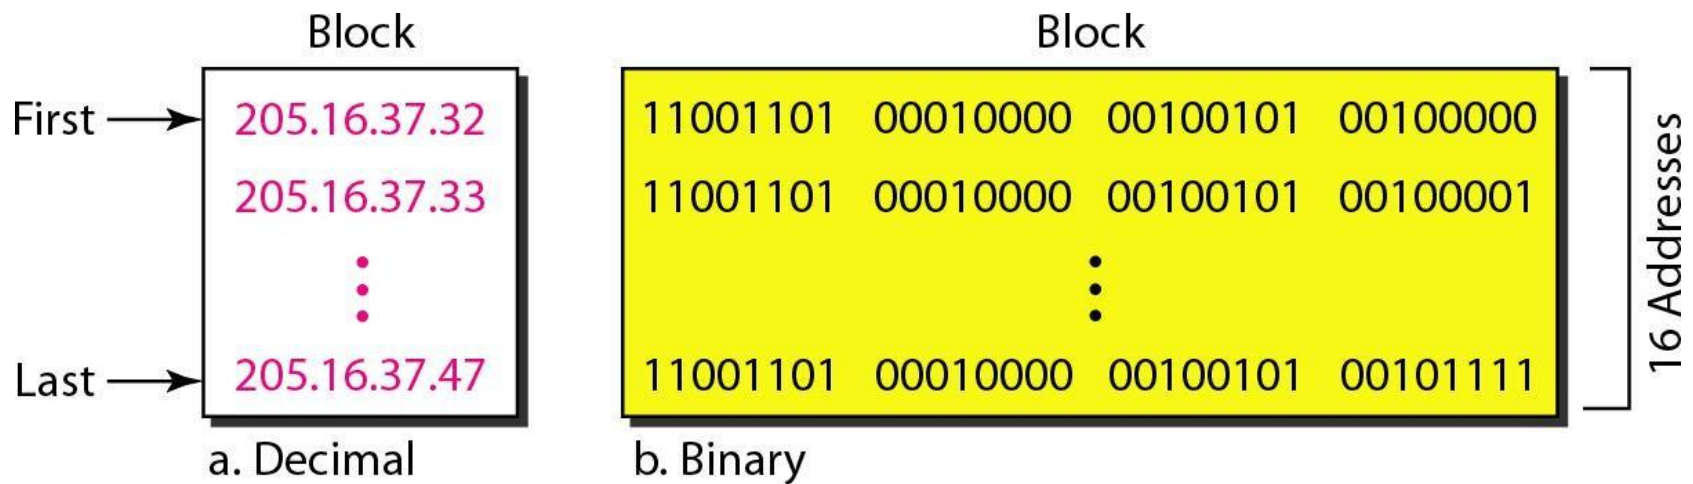 Block Block
First 205.16.37.32 11001101 00010000 00100101 00100000
205.16.37.33 11001101 00010000 00100101 00100001
Last 205.16.37.47 11001101 00010000 00100101 00101111
16 Addresses
a. Decimal b. Binary